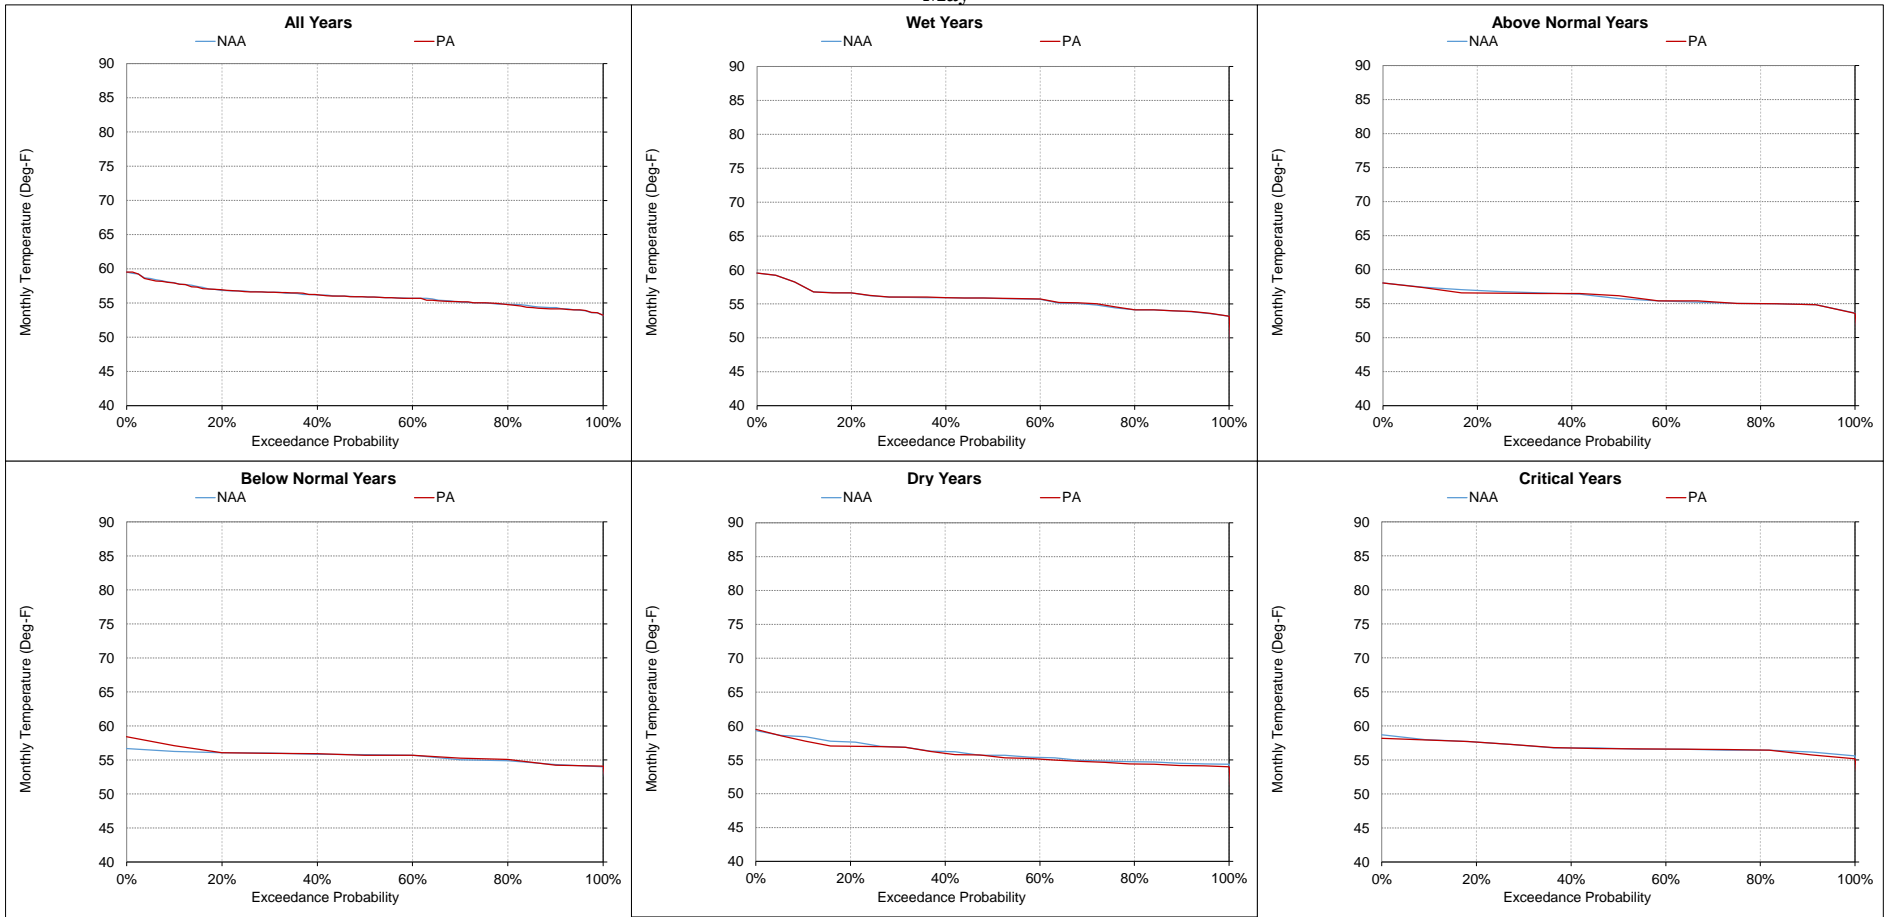 All Years
NAA PA
90
85
80
75
70
65
60
55
50
45
40
Monthly Temperature (Deg-F)
0% 20% 40% 60% 80% 100%
Exceedance Probability
Wet Years
NAA PA
90
85
80
75
70
65
60
55
50
45
40
Monthly Temperature (Deg-F)
0% 20% 40% 60% 80% 100%
Exceedance Probability
Above Normal Years
NAA PA
90
85
80
75
70
65
60
55
50
45
40
Monthly Temperature (Deg-F)
0% 20% 40% 60% 80% 100%
Exceedance Probability
Below Normal Years
NAA PA
90
85
80
75
70
65
60
55
50
45
40
Monthly Temperature (Deg-F)
0% 20% 40% 60% 80% 100%
Exceedance Probability
Dry Years
NAA PA
90
85
80
75
70
65
60
55
50
45
40
Monthly Temperature (Deg-F)
0% 20% 40% 60% 80% 100%
Exceedance Probability
Critical Years
NAA PA
90
85
80
75
70
65
60
55
50
45
40
Monthly Temperature (Deg-F)
0% 20% 40% 60% 80% 100%
Exceedance Probability